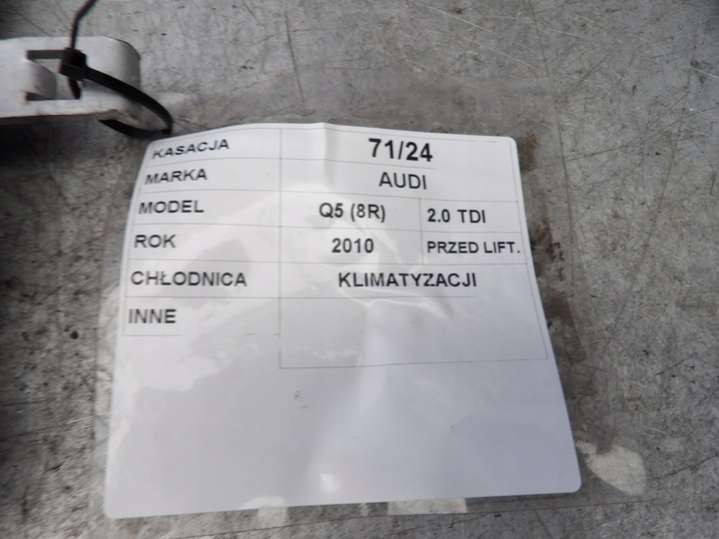 KASACJA 71/24
MARKA AUDI
MODEL Q5 (8R) 2.0 TDI
ROK 2010 PRZED LIFT.
CHŁODNICA KLIMATYZACJI
INNE